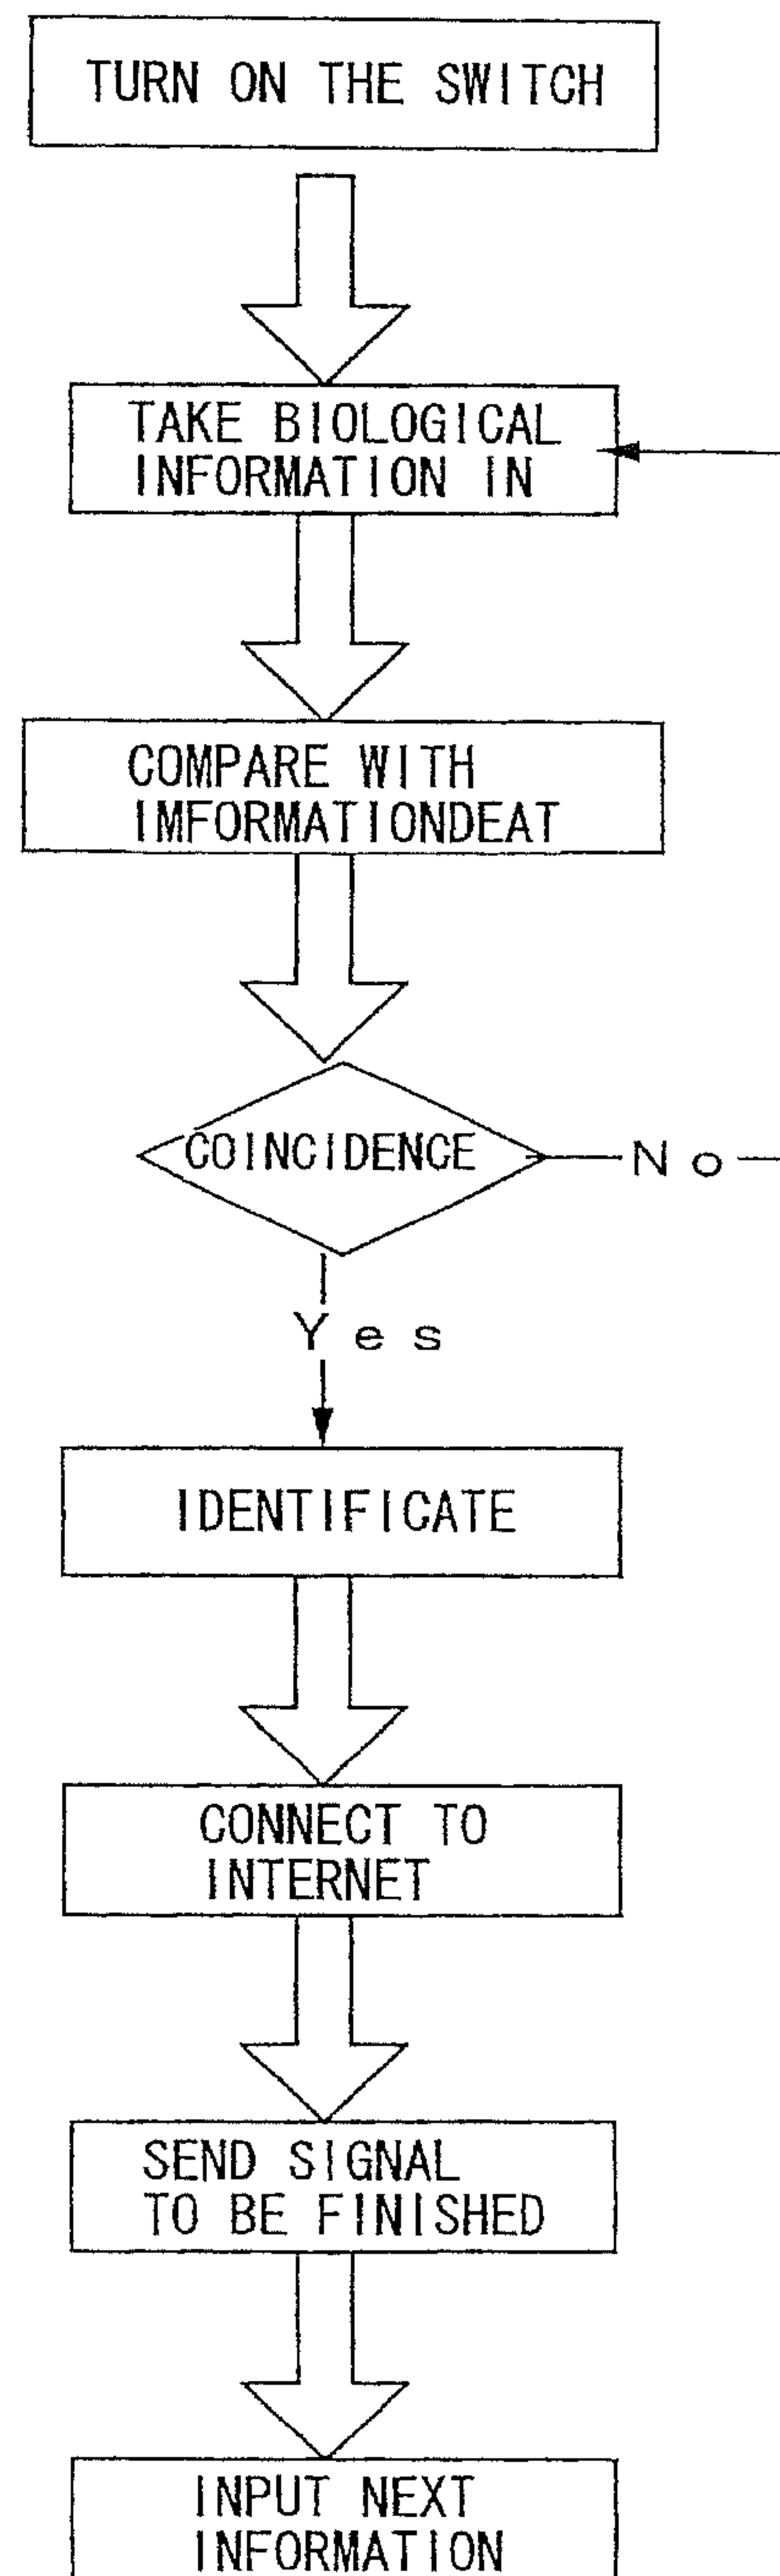 TURN ON THE SWITCH
TAKE BIOLOGICAL
INFORMATION IN
COMPARE WITH
IMFORMATIONDEAT
COINCIDENCE
No
Yes
IDENTIFICATE
CONNECT TO
INTERNET
SEND SIGNAL
TO BE FINISHED
INPUT NEXT
INFORMATION